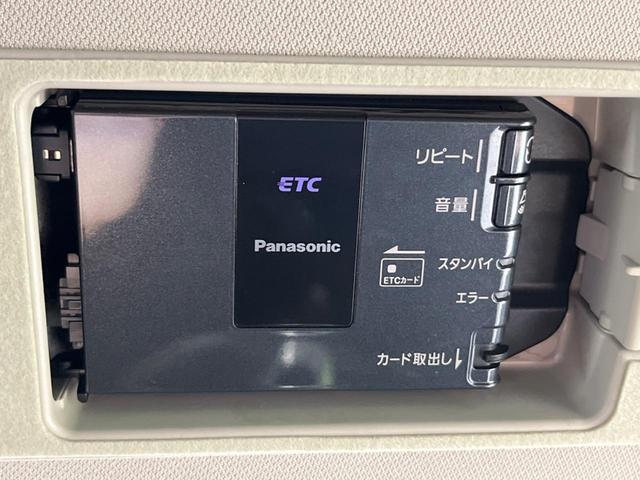 リピート
ETC
音量
Panasonic
スタンバイ
ETCカード
エラー
カード取出し